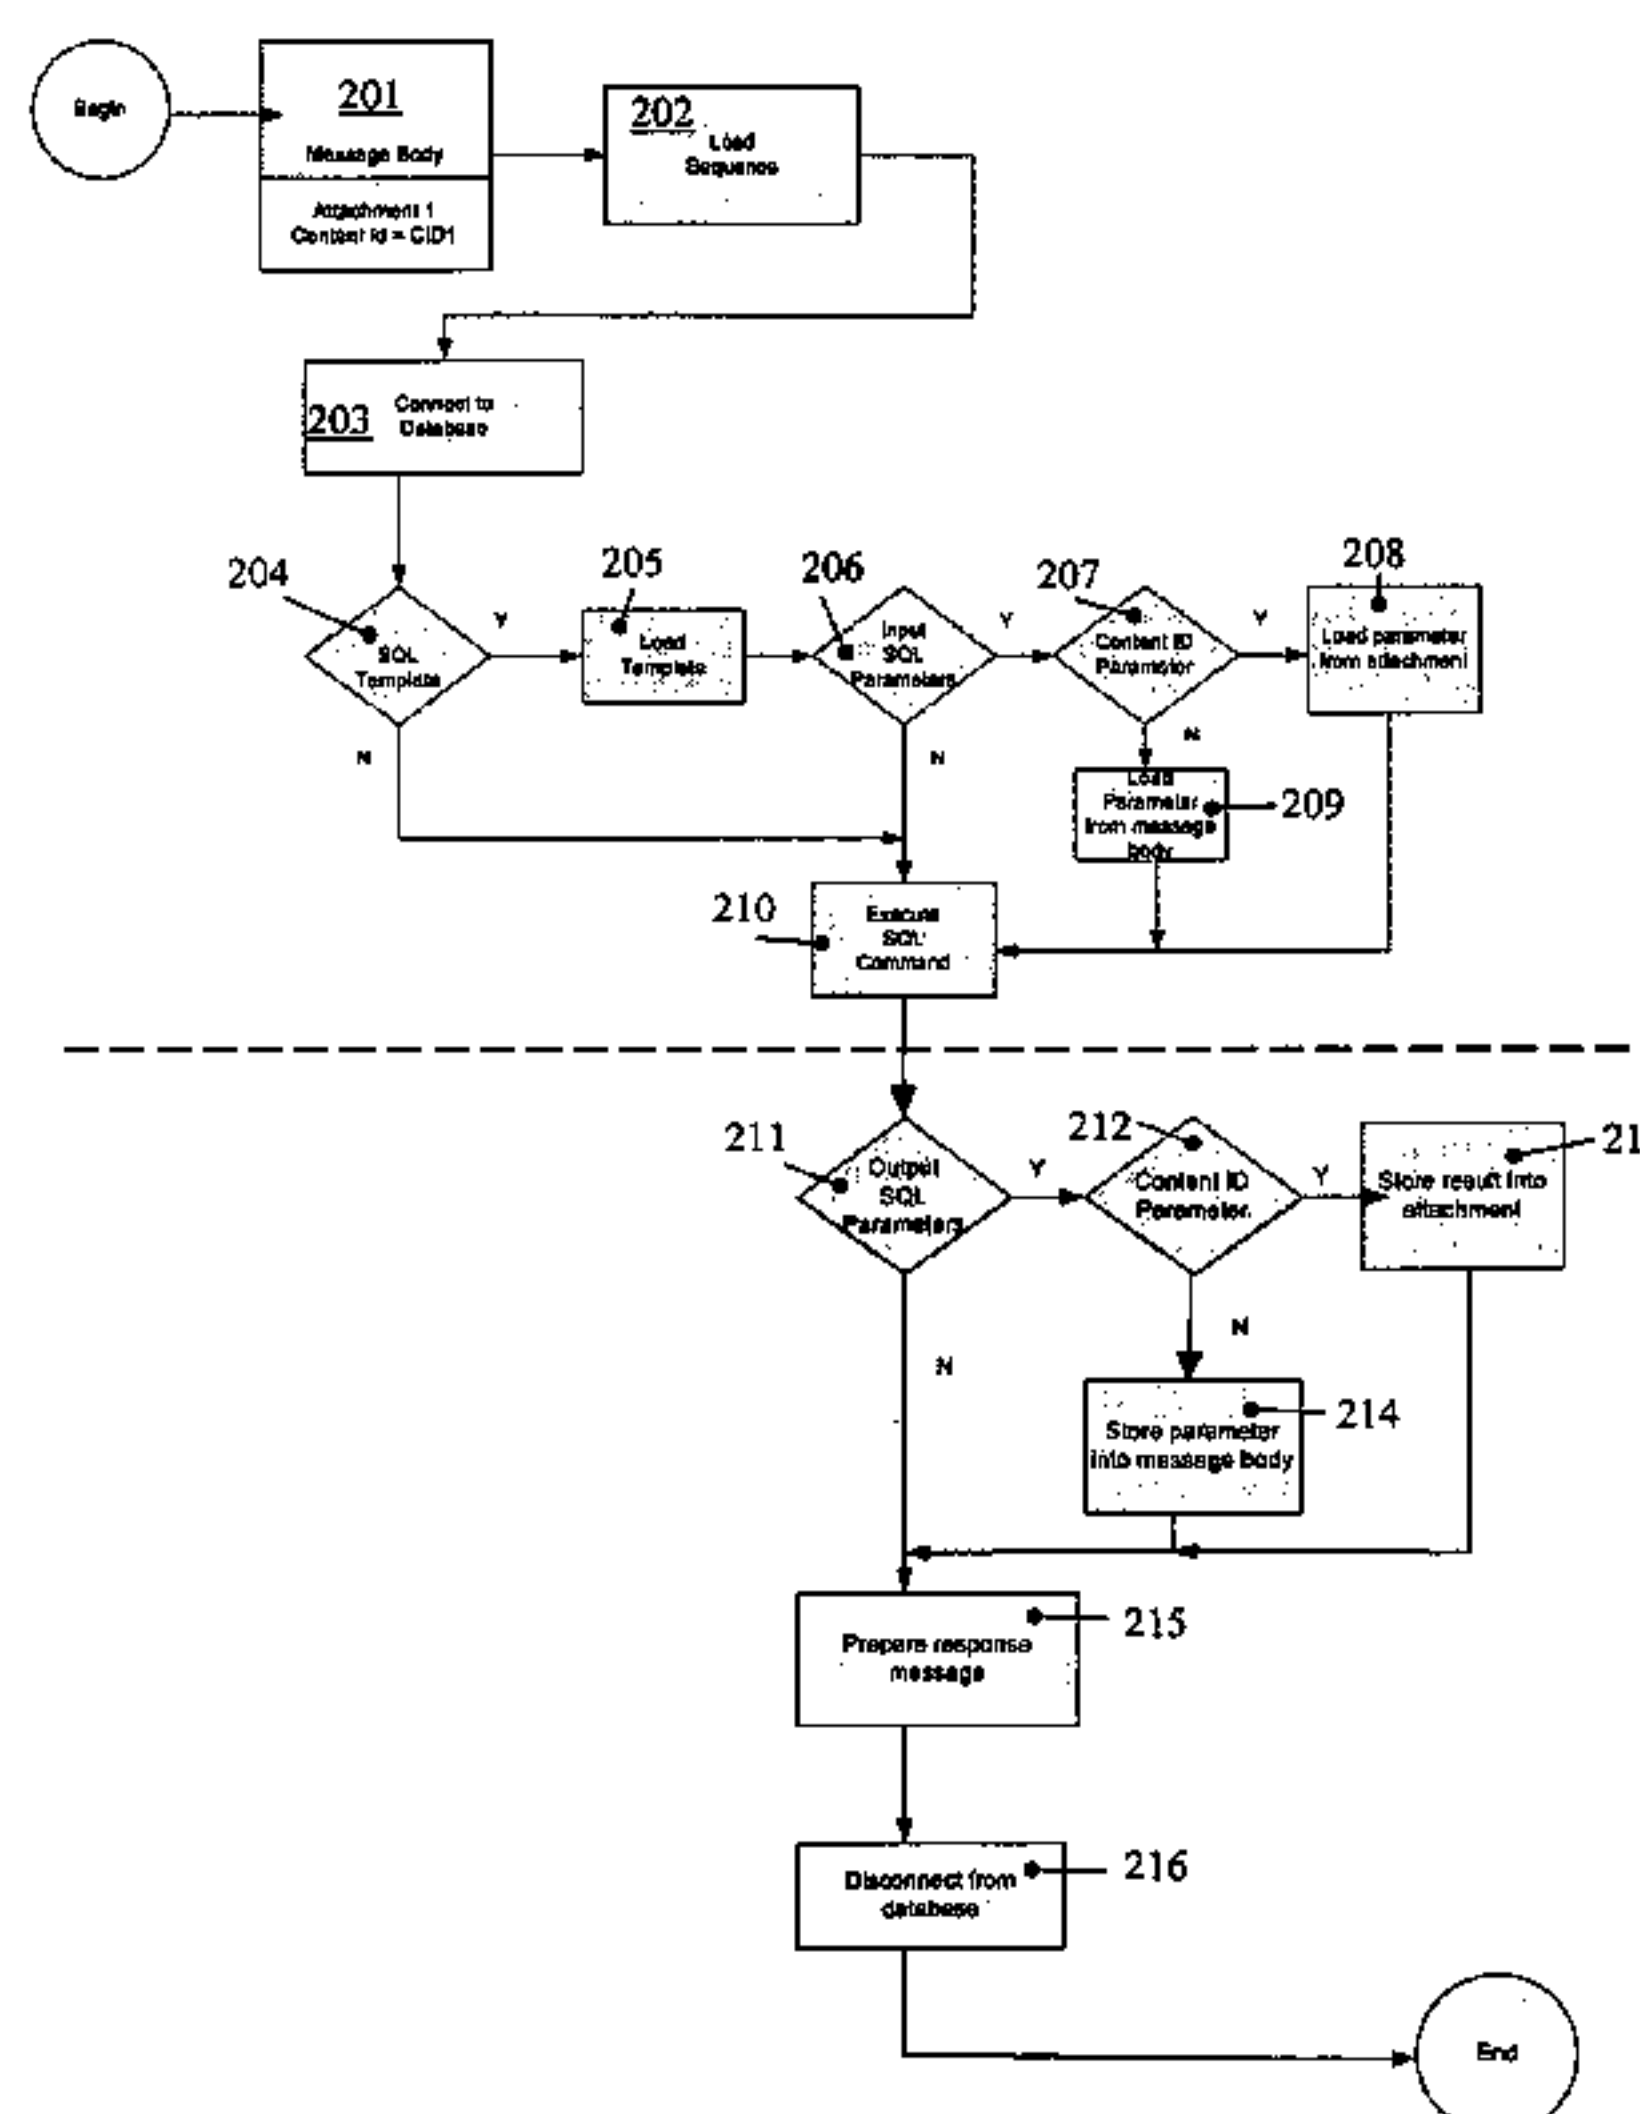 Begin
201
Message Body
Attachment 1
Content Id = CID1
202
Load
Sequence
203
Connect to
Database
204
SQL
Template
Y
N
205
Load
Template
206
Input
SQL
Parameters
Y
N
207
Content ID
Parameter
Y
N
208
Load parameter
from attachment
Load
Parameter
from message
body
209
210
Execute
SQL
Command
211
Output
SQL
Parameters
Y
N
212
Content ID
Parameter
Y
N
21
Store result into
attachment
214
Store parameter
into message body
215
Prepare response
message
216
Disconnect from
database
End